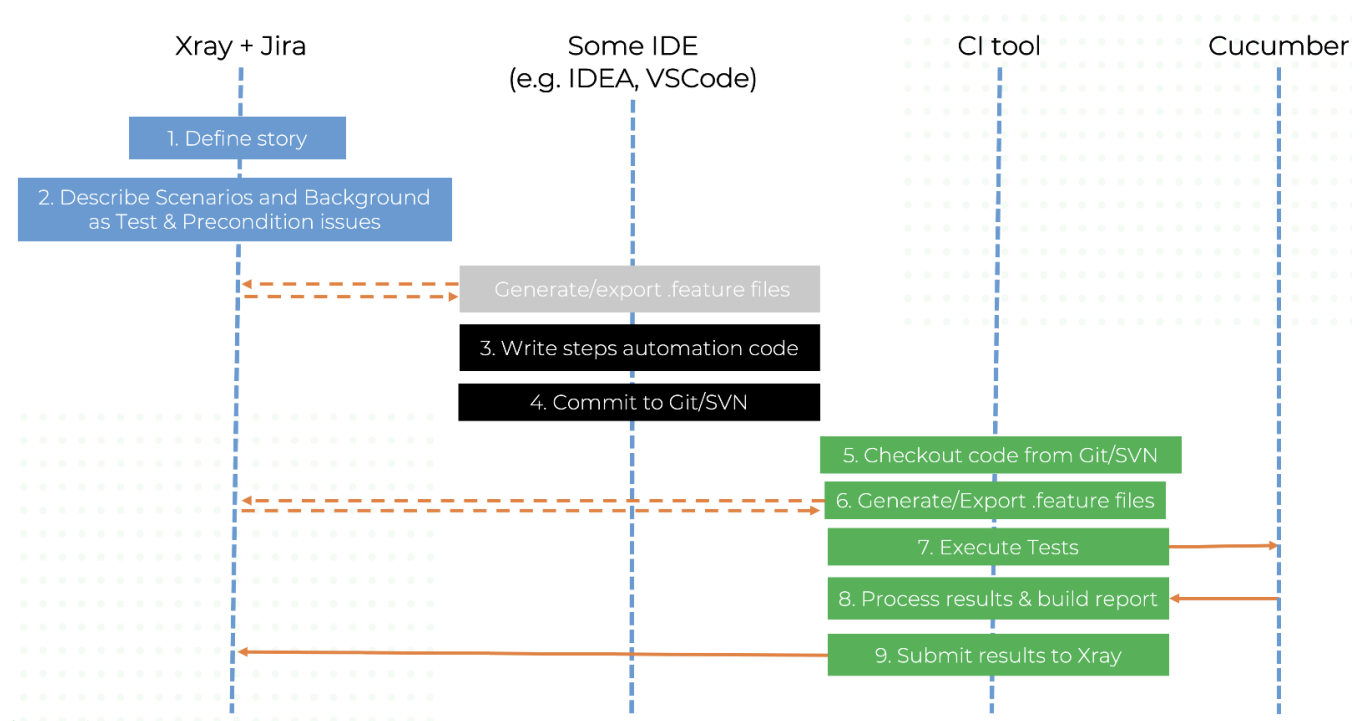 Xray + Jira
Some IDE
(e.g. IDEA, VSCode)
CI tool
Cucumber
1. Define story
2. Describe Scenarios and Background
as Test & Precondition issues
Generate/export .feature files
3. Write steps automation code
4. Commit to Git/SVN
5. Checkout code from Git/SVN
6. Generate/Export .feature files
7. Execute Tests
8. Process results & build report
9. Submit results to Xray